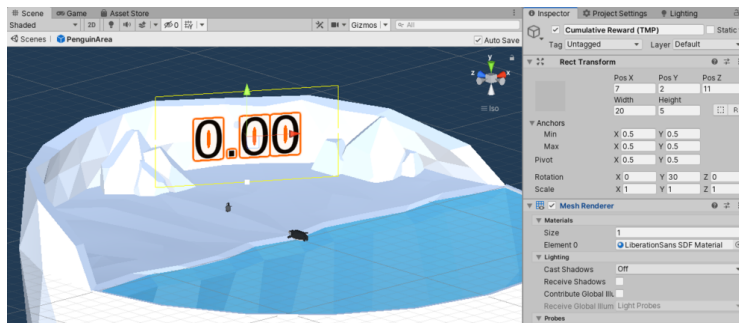 Scene Game Asset Store
Shaded 2D 0 Gizmos All
Scenes PenguinArea Auto Save
y
z x
Iso
0.00
Inspector Project Settings Lighting
Cumulative Reward (TMP) Static
Tag Untagged Layer Default
Rect Transform
Pos X Pos Y Pos Z
7 2 11
Width Height
20 5
R
Anchors
Min X 0.5 Y 0.5
Max X 0.5 Y 0.5
Pivot X 0.5 Y 0.5
Rotation X 0 Y 30 Z 0
Scale X 1 Y 1 Z 1
Mesh Renderer
Materials
Size 1
Element 0 LiberationSans SDF Material
Lighting
Cast Shadows Off
Receive Shadows
Contribute Global Illu
Receive Global Illum Light Probes
Probes